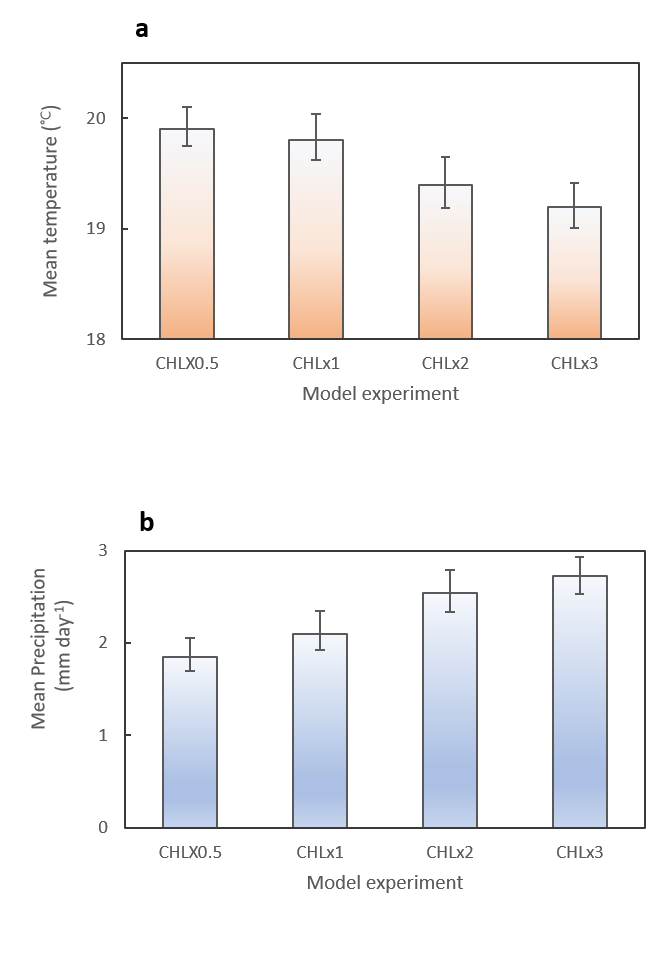 a
Mean temperature (℃)
20
19
18
CHLX0.5 CHLx1 CHLx2 CHLx3
Model experiment
b
Mean Precipitation
(mm day-1)
3
2
1
0
CHLX0.5 CHLx1 CHLx2 CHLx3
Model experiment